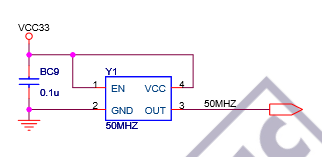 VCC33
BC9
0.1u
Y1
1 EN VCC 4
2 GND OUT 3
50MHZ
50MHZ